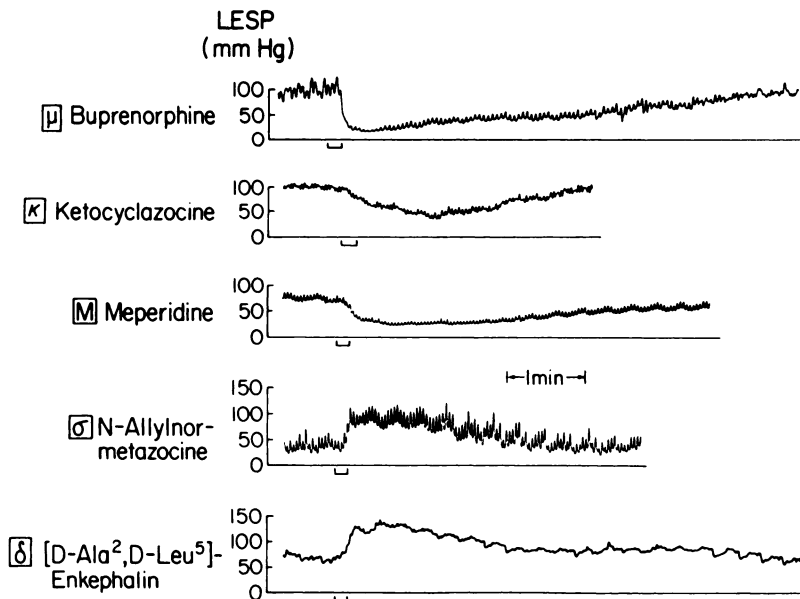 LESP
(mm Hg)
100
μ Buprenorphine
50
0
100
κ Ketocyclazocine
50
0
100
M Meperidine
50
0
1min
150
100
σ N-Allylnor-
50
metazocine
0
150
100
δ [D-Ala²,D-Leu⁵]-
50
Enkephalin
0